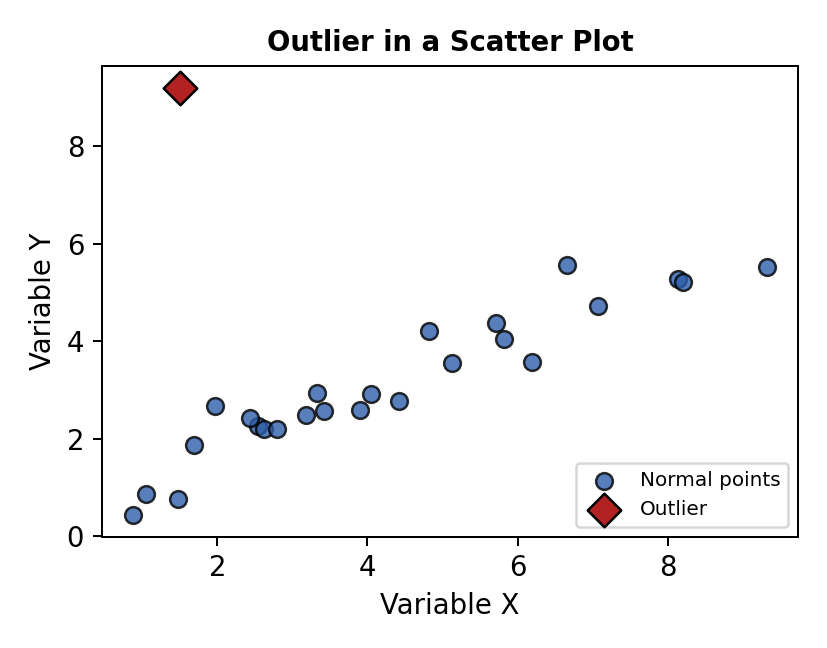 Outlier in a Scatter Plot
Variable Y
8
6
4
2
0
2 4 6 8
Variable X
Normal points
Outlier